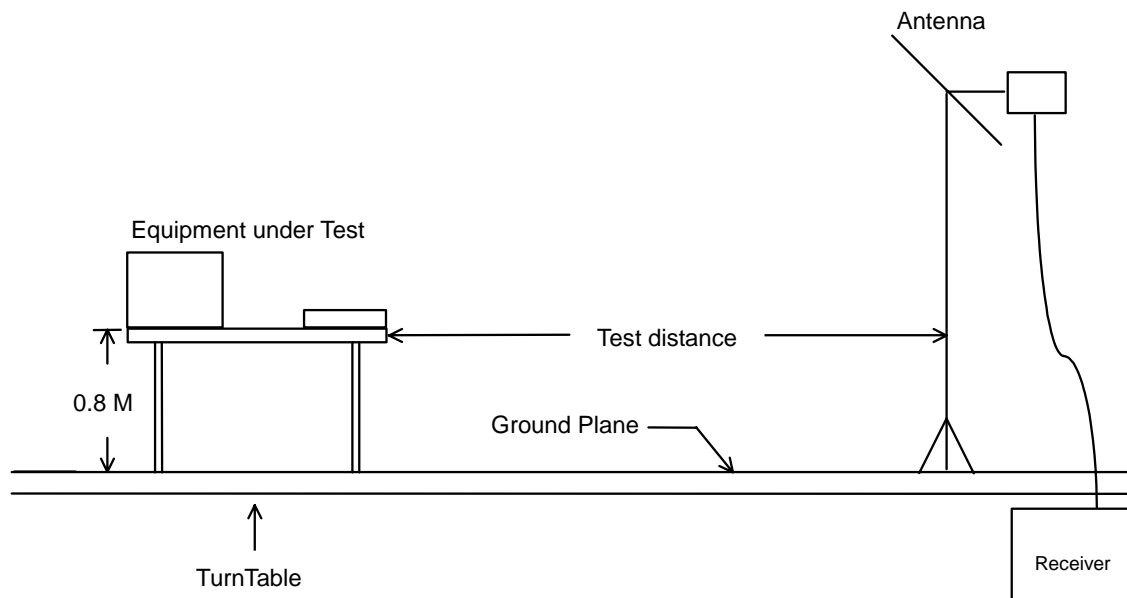 Antenna
Equipment under Test
Test distance
0.8 M
Ground Plane
TurnTable
Receiver